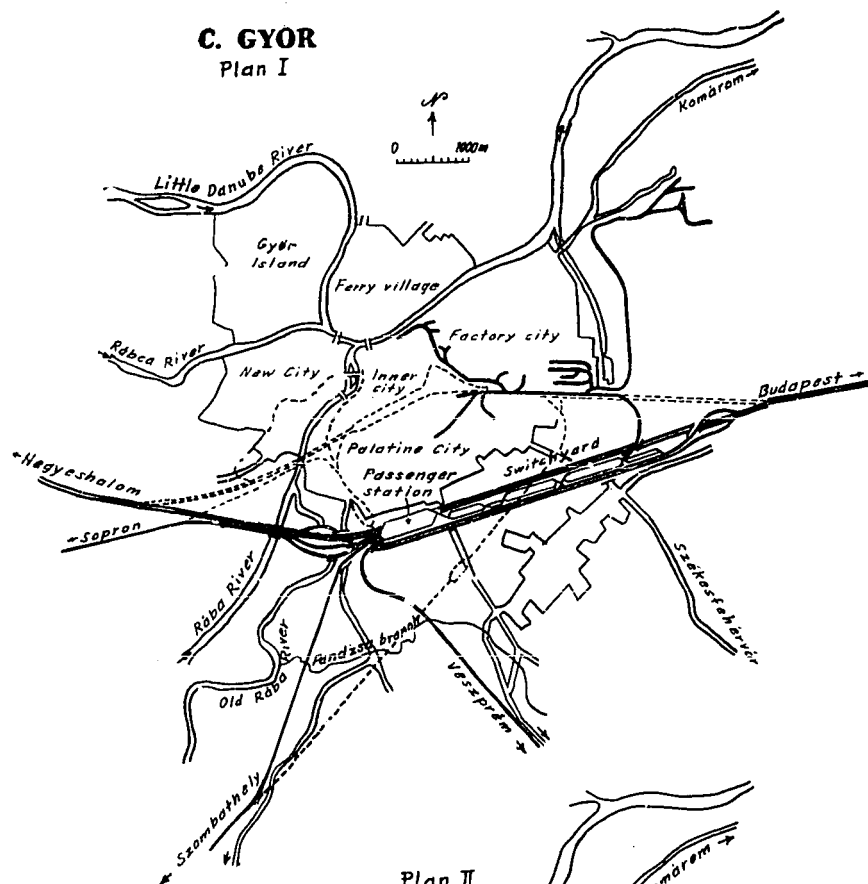 C. GYOR
Plan I
N
0 1000m
Komárom
Little Danube River
Győr
Island
Ferry village
Rábca River
Factory city
New City
Inner
city
Budapest
Palatine City
Switchyard
Passenger
station
Hegyeshalom
Sopron
Rába River
Old Rába River
Pandzsa branch
Székesfehérvár
Veszprém
Szombathely
Plan II
márom